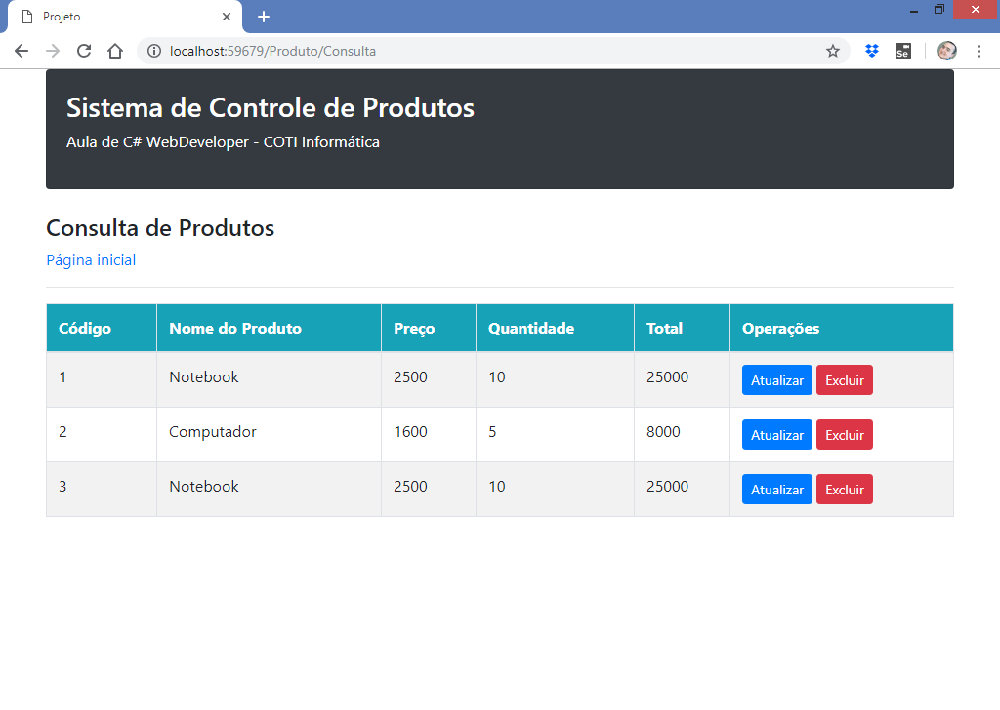 Projeto
localhost:59679/Produto/Consulta
Se
Sistema de Controle de Produtos
Aula de C# WebDeveloper - COTI Informática
Consulta de Produtos
Página inicial
Código Nome do Produto Preço Quantidade Total Operações
1 Notebook 2500 10 25000 Atualizar Excluir
2 Computador 1600 5 8000 Atualizar Excluir
3 Notebook 2500 10 25000 Atualizar Excluir